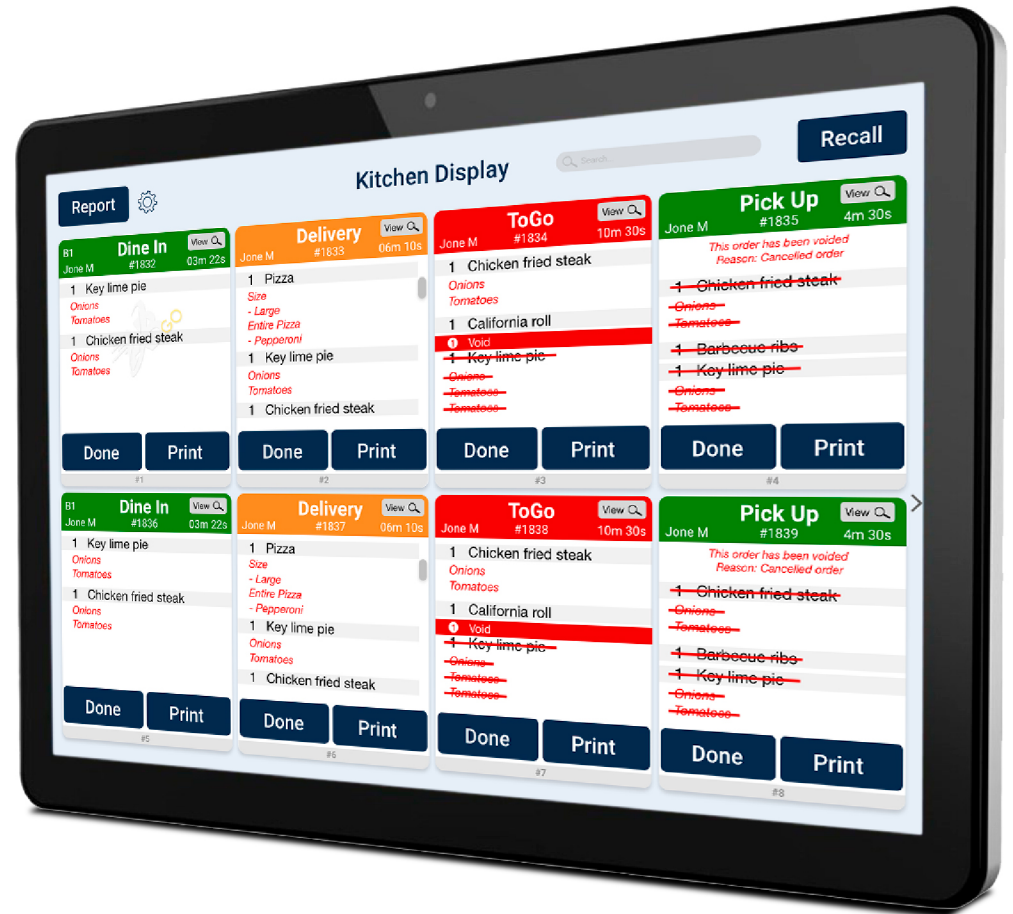 Report
Kitchen Display
Search...
Recall
B1
Dine In
View
Jone M
#1832
03m 22s
1 Key lime pie
Onions
Tomatoes
1 Chicken fried steak
Onions
Tomatoes
GO
Done
Print
#1
Delivery
View
Jone M
#1833
06m 10s
1 Pizza
Size
- Large
Entire Pizza
- Pepperoni
1 Key lime pie
Onions
Tomatoes
1 Chicken fried steak
Done
Print
#2
ToGo
View
Jone M
#1834
10m 30s
1 Chicken fried steak
Onions
Tomatoes
1 California roll
1 Void
1 Key lime pie
Onions
Tomatoes
Tomatoes
Done
Print
#3
Pick Up
View
Jone M
#1835
4m 30s
This order has been voided
Reason: Cancelled order
1 Chicken fried steak
Onions
Tomatoes
1 Barbecue ribs
1 Key lime pie
Onions
Tomatoes
Done
Print
#4
B1
Dine In
View
Jone M
#1836
03m 22s
1 Key lime pie
Onions
Tomatoes
1 Chicken fried steak
Onions
Tomatoes
Done
Print
#5
Delivery
View
Jone M
#1837
06m 10s
1 Pizza
Size
- Large
Entire Pizza
- Pepperoni
1 Key lime pie
Onions
Tomatoes
1 Chicken fried steak
Done
Print
#6
ToGo
View
Jone M
#1838
10m 30s
1 Chicken fried steak
Onions
Tomatoes
1 California roll
1 Void
1 Key lime pie
Onions
Tomatoes
Tomatoes
Done
Print
#7
Pick Up
View
Jone M
#1839
4m 30s
This order has been voided
Reason: Cancelled order
1 Chicken fried steak
Onions
Tomatoes
1 Barbecue ribs
1 Key lime pie
Onions
Tomatoes
Done
Print
#8